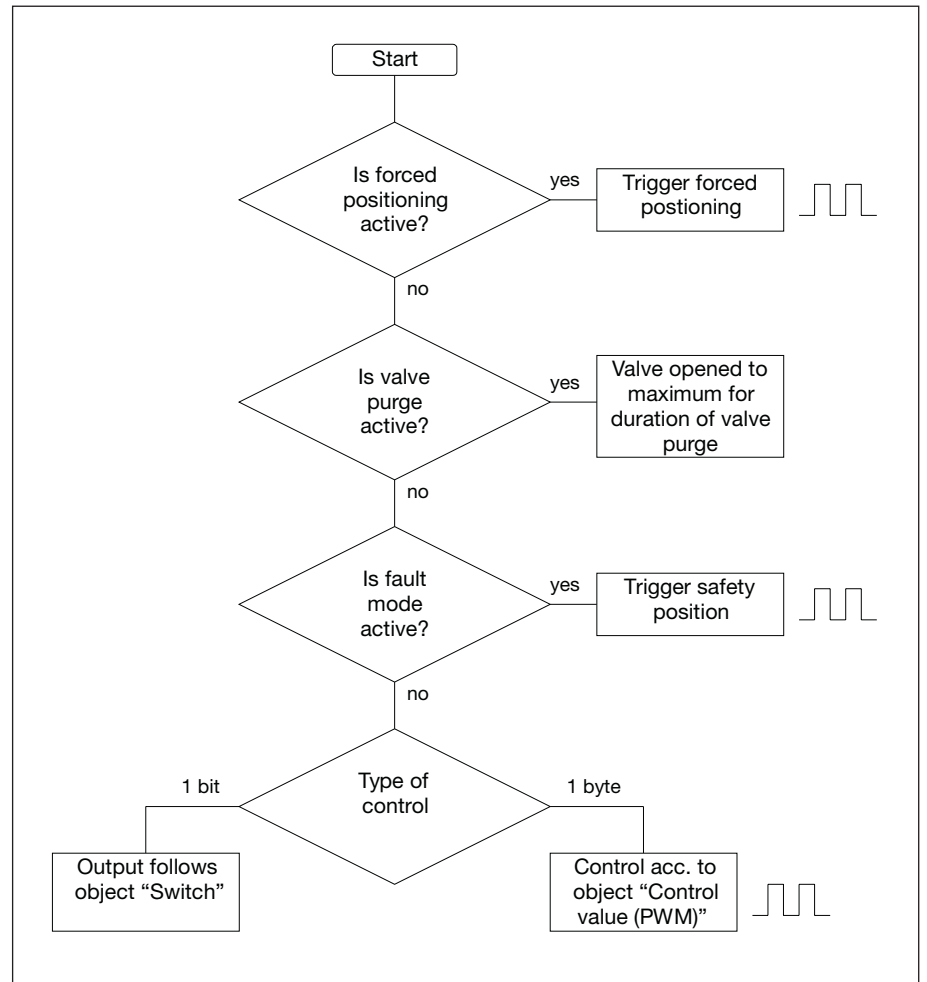 Start
Is forced
positioning
active?
yes
Trigger forced
postioning
no
Is valve
purge
active?
yes
Valve opened to
maximum for
duration of valve
purge
no
Is fault
mode
active?
yes
Trigger safety
position
no
Type of
control
1 bit
1 byte
Output follows
object “Switch”
Control acc. to
object “Control
value (PWM)”